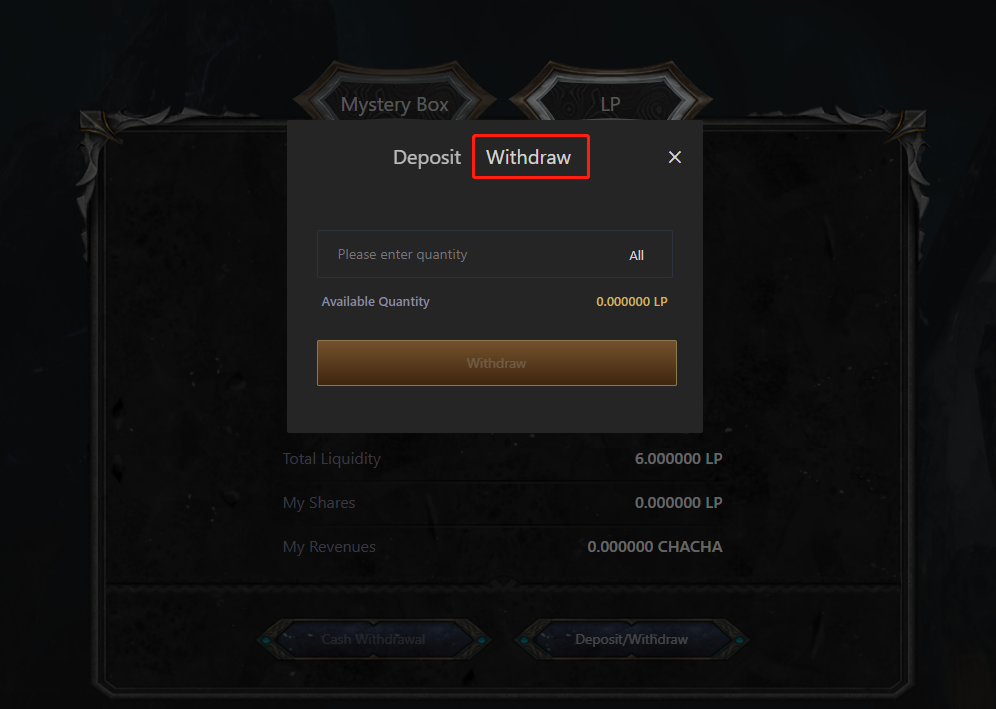 Mystery Box LP
Deposit Withdraw
Please enter quantity All
Available Quantity 0.000000 LP
Withdraw
Total Liquidity 6.000000 LP
My Shares 0.000000 LP
My Revenues 0.000000 CHACHA
Cash Withdrawal Deposit/Withdraw